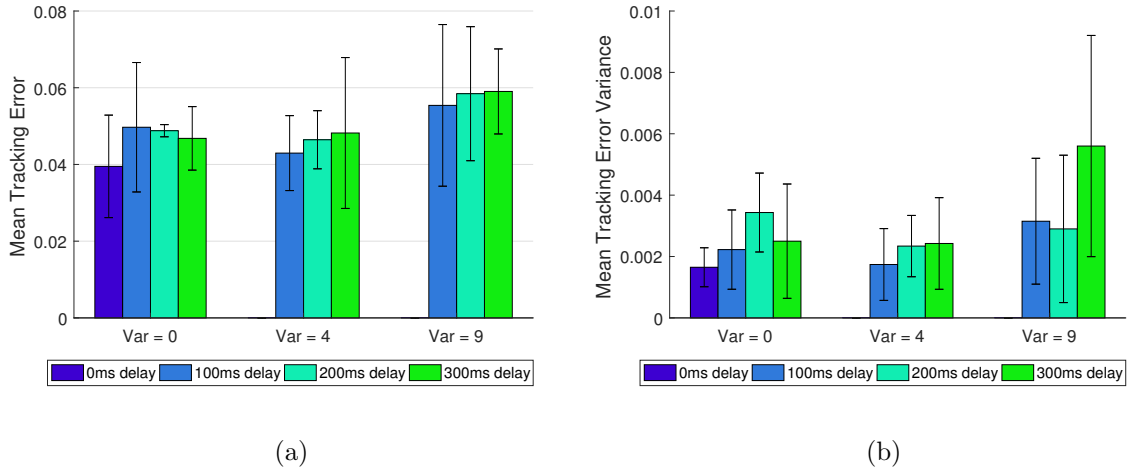 Mean Tracking Error
0.08
0.06
0.04
0.02
0
Var = 0 Var = 4 Var = 9
0ms delay 100ms delay 200ms delay 300ms delay
(a)
Mean Tracking Error Variance
0.01
0.008
0.006
0.004
0.002
0
Var = 0 Var = 4 Var = 9
0ms delay 100ms delay 200ms delay 300ms delay
(b)